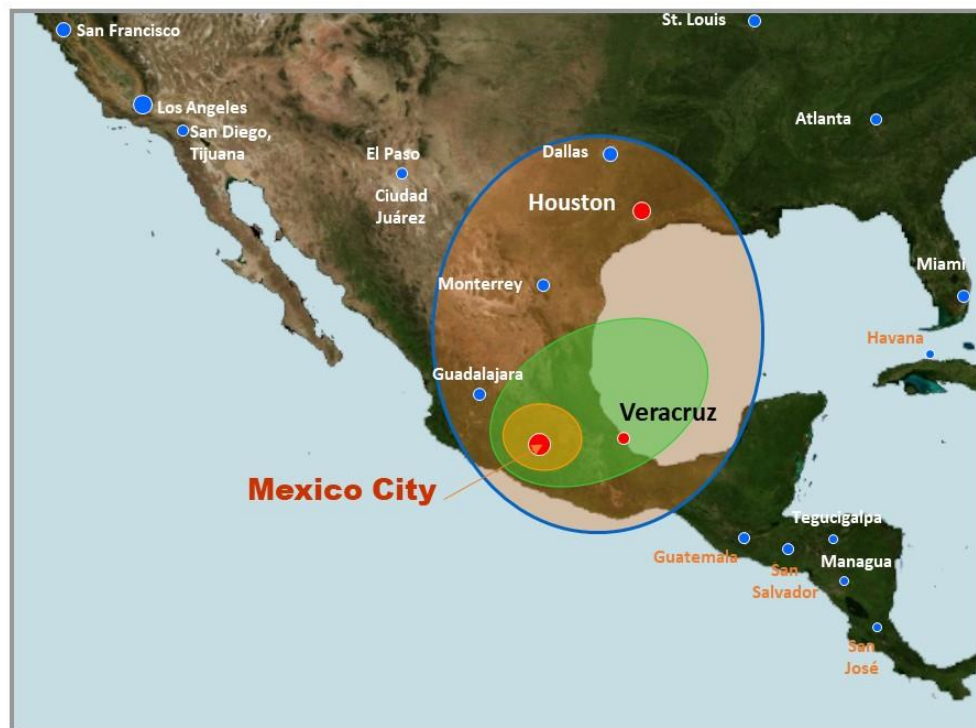 St. Louis
San Francisco
Los Angeles
Atlanta
San Diego,
Tijuana
El Paso
Dallas
Ciudad
Juárez
Houston
Miami
Monterrey
Havana
Guadalajara
Veracruz
Mexico City
Tegucigalpa
Guatemala
Managua
San
Salvador
San
José